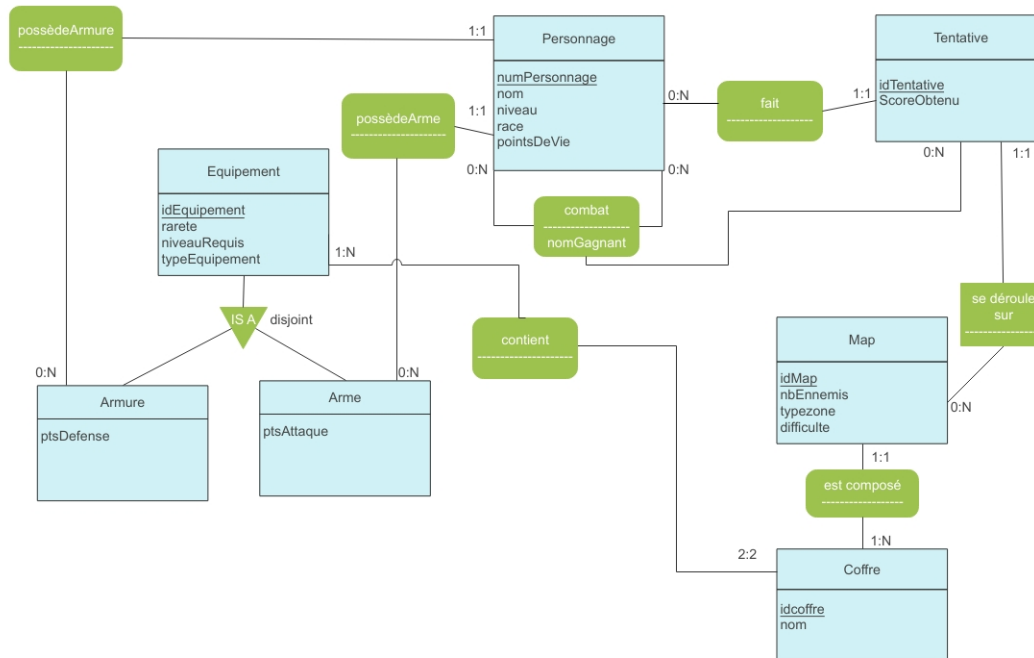 possèdeArmure
1:1
Personnage
numPersonnage
nom
niveau
race
pointsDeVie
0:N
fait
1:1
Tentative
idTentative
ScoreObtenu
possèdeArme
1:1
0:N
0:N
0:N
1:1
combat
nomGagnant
Equipement
idEquipement
rarete
niveauRequis
typeEquipement
1:N
IS A
disjoint
contient
se déroule
sur
Map
idMap
nbEnnemis
typezone
difficulte
0:N
0:N
0:N
Armure
ptsDefense
Arme
ptsAttaque
1:1
est composé
1:N
2:2
Coffre
idcoffre
nom